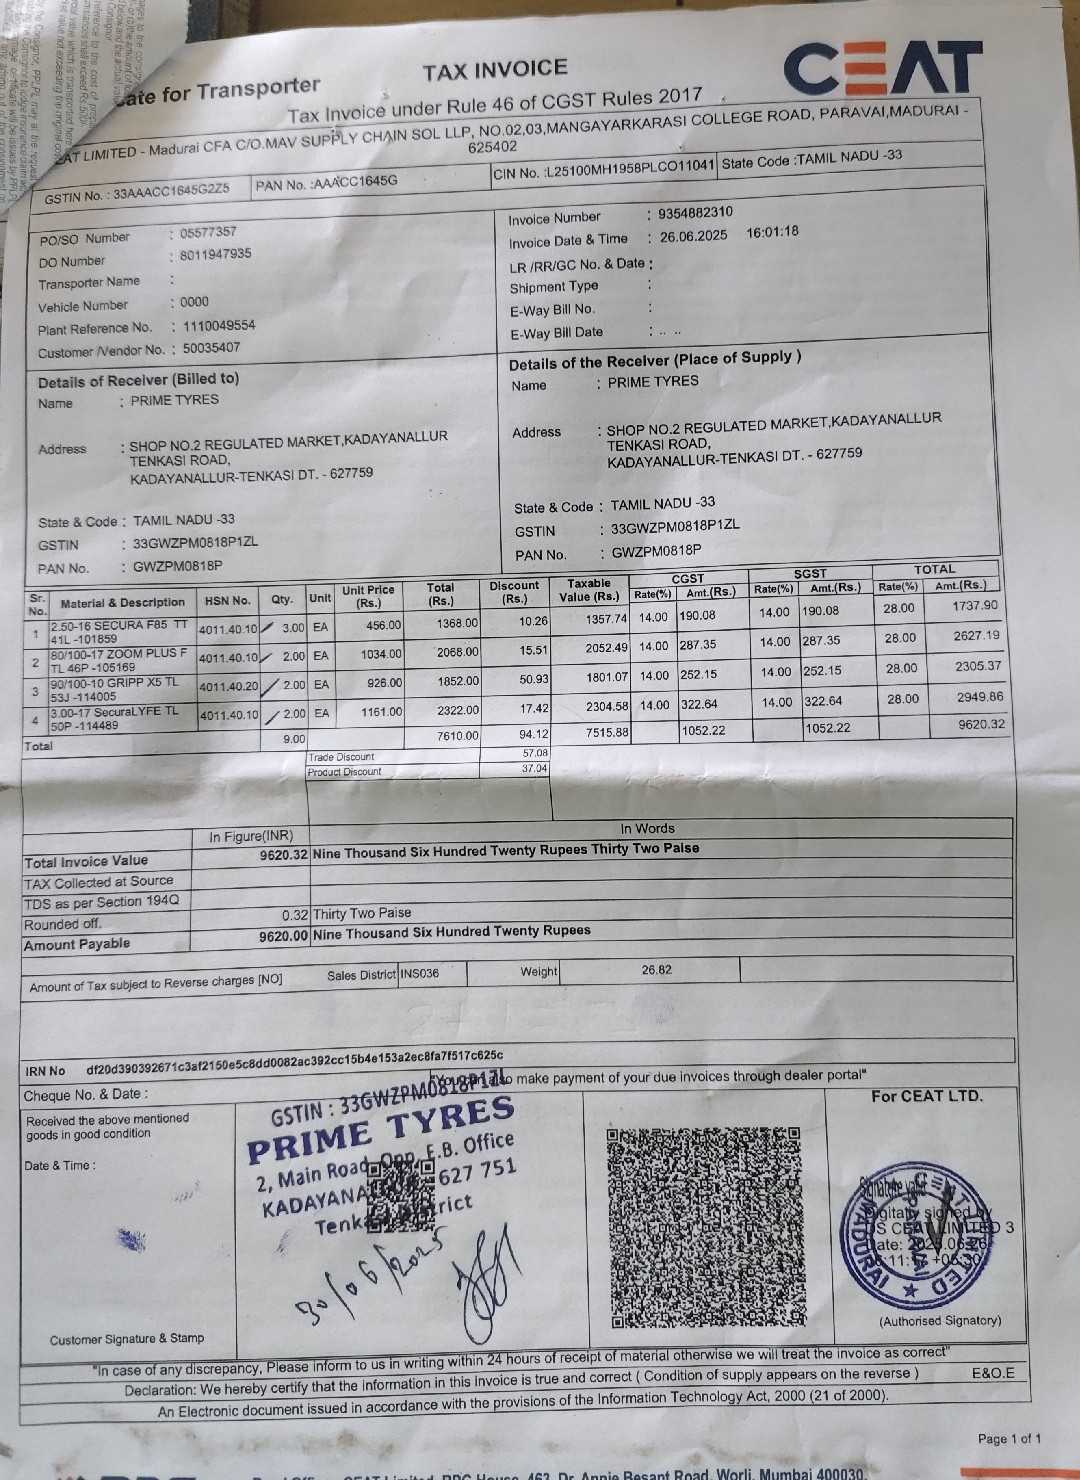 CEAT
TAX INVOICE
ate for Transporter
Tax Invoice under Rule 46 of CGST Rules 2017
AT LIMITED - Madurai CFA C/O.MAV SUPPLY CHAIN SOL LLP, NO.02,03,MANGAYARKARASI COLLEGE ROAD, PARAVAI,MADURAI -
625402
GSTIN No. : 33AAACC1645G2Z5 PAN No. :AAACC1645G CIN No. :L25100MH1958PLCO11041 State Code :TAMIL NADU -33
PO/SO Number : 05577357
DO Number : 8011947935
Transporter Name :
Vehicle Number : 0000
Plant Reference No. : 1110049554
Customer /Vendor No. : 50035407
Invoice Number : 9354882310
Invoice Date & Time : 26.06.2025 16:01:18
LR /RR/GC No. & Date :
Shipment Type :
E-Way Bill No. :
E-Way Bill Date : .. ..
Details of Receiver (Billed to)
Name : PRIME TYRES
Address : SHOP NO.2 REGULATED MARKET,KADAYANALLUR
TENKASI ROAD,
KADAYANALLUR-TENKASI DT. - 627759
State & Code : TAMIL NADU -33
GSTIN : 33GWZPM0818P1ZL
PAN No. : GWZPM0818P
Details of the Recelver (Place of Supply )
Name : PRIME TYRES
Address : SHOP NO.2 REGULATED MARKET,KADAYANALLUR
TENKASI ROAD,
KADAYANALLUR-TENKASI DT. - 627759
State & Code : TAMIL NADU -33
GSTIN : 33GWZPM0818P1ZL
PAN No. : GWZPM0818P
Sr. No. Material & Description HSN No. Qty. Unit Unit Price (Rs.) Total (Rs.) Discount (Rs.) Taxable Value (Rs.) CGST Rate(%) Amt.(Rs.) SGST Rate(%) Amt.(Rs.) TOTAL Rate(%) Amt.(Rs.)
1 2.50-16 SECURA F85 TT 41L -101859 4011.40.10 3.00 EA 456.00 1368.00 10.26 1357.74 14.00 190.08 14.00 190.08 28.00 1737.90
2 80/100-17 ZOOM PLUS F TL 46P -105169 4011.40.10 2.00 EA 1034.00 2068.00 15.51 2052.49 14.00 287.35 14.00 287.35 28.00 2627.19
3 90/100-10 GRIPP X5 TL 53J -114005 4011.40.20 2.00 EA 926.00 1852.00 50.93 1801.07 14.00 252.15 14.00 252.15 28.00 2305.37
4 3.00-17 SecuraLYFE TL 50P -114489 4011.40.10 2.00 EA 1161.00 2322.00 17.42 2304.58 14.00 322.64 14.00 322.64 28.00 2949.86
Total 9.00 7610.00 94.12 7515.88 1052.22 1052.22 9620.32
Trade Discount 57.08
Product Discount 37.04
In Figure(INR) In Words
Total Invoice Value 9620.32 Nine Thousand Six Hundred Twenty Rupees Thirty Two Paise
TAX Collected at Source
TDS as per Section 194Q
Rounded off. 0.32 Thirty Two Paise
Amount Payable 9620.00 Nine Thousand Six Hundred Twenty Rupees
Amount of Tax subject to Reverse charges [NO] Sales District INS036 Weight 26.82
IRN No df20d390392671c3af2150e5c8dd0082ac392cc15b4e153a2ec8fa7f517c625c
Cheque No. & Date :
"You can also make payment of your due invoices through dealer portal"
Received the above mentioned
goods in good condition
Date & Time :
Customer Signature & Stamp
GSTIN : 33GWZPM0818P1ZL
PRIME TYRES
2, Main Road, Opp. E.B. Office
KADAYANA 627 751
Tenk strict
30/06/2025
For CEAT LTD.
Digitally signed by
DS CEAT LIMITED 3
CEAT LIMITED
MADURAI
(Authorised Signatory)
"In case of any discrepancy, Please inform to us in writing within 24 hours of receipt of material otherwise we will treat the invoice as correct"
Declaration: We hereby certify that the information in this Invoice is true and correct ( Condition of supply appears on the reverse ) E&O.E
An Electronic document issued in accordance with the provisions of the Information Technology Act, 2000 (21 of 2000).
Page 1 of 1
463, Dr. Annie Besant Road, Worli, Mumbai 400030.